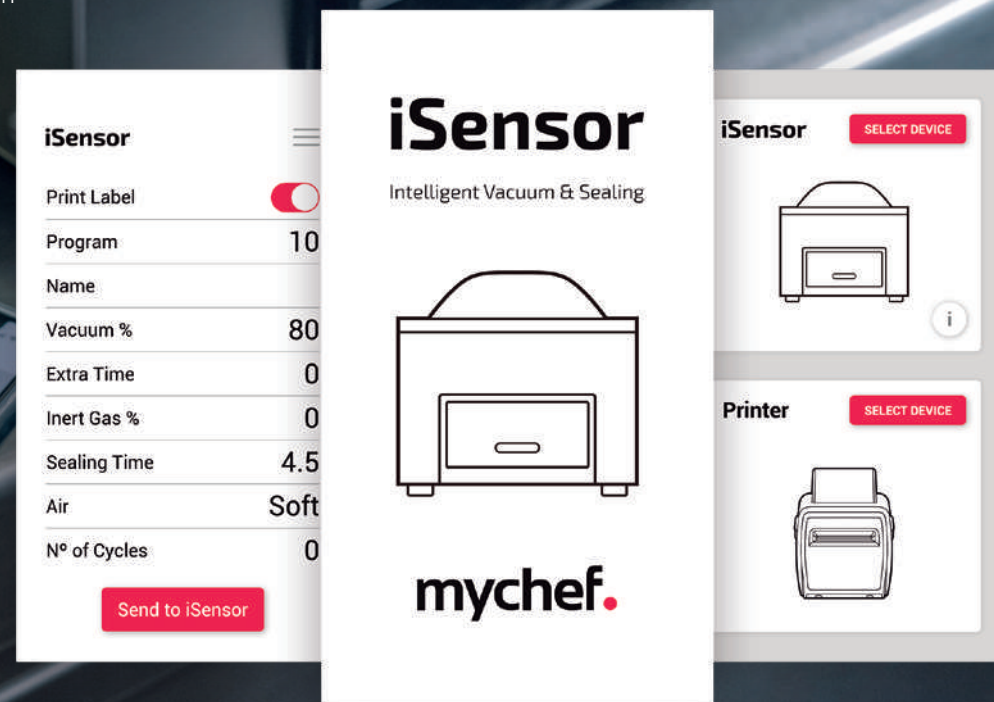 iSensor
Print Label
Program 10
Name
Vacuum % 80
Extra Time 0
Inert Gas % 0
Sealing Time 4.5
Air Soft
Nº of Cycles 0
Send to iSensor
iSensor
Intelligent Vacuum & Sealing
mychef.
iSensor SELECT DEVICE
i
Printer SELECT DEVICE